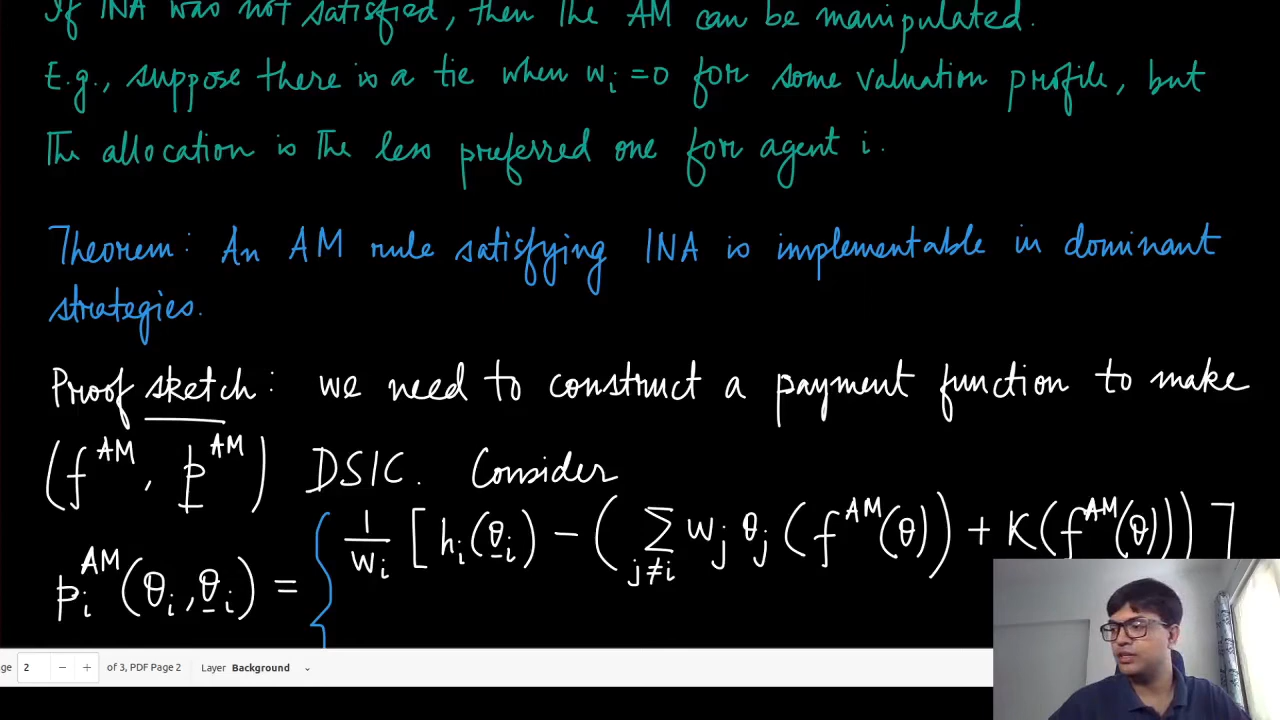 If INA was not satisfied, then the AM can be manipulated.
E.g., suppose there is a tie when w_i = 0 for some valuation profile, but
the allocation is the less preferred one for agent i.
Theorem: An AM rule satisfying INA is implementable in dominant
strategies.
Proof sketch: we need to construct a payment function to make
(f^AM, p^AM) DSIC. Consider
p_i^AM(θ_i, θ_-i) = { 1/w_i [ h_i(θ_-i) − ( ∑_{j≠i} w_j θ_j (f^AM(θ)) + K(f^AM(θ)) ) ]
ge 2 − + of 3, PDF Page 2 Layer Background